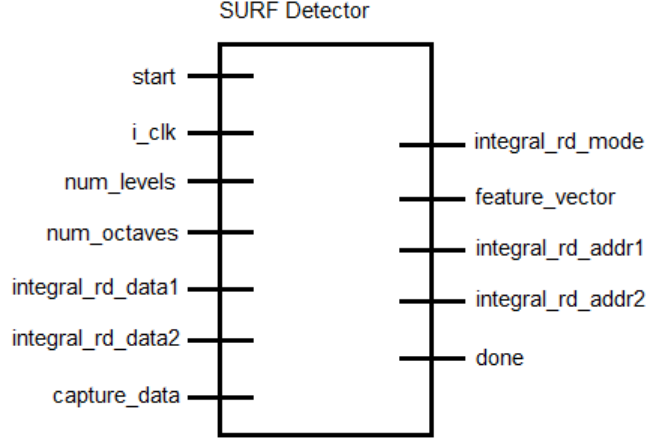 SURF Detector
start
i_clk
num_levels
num_octaves
integral_rd_data1
integral_rd_data2
capture_data
integral_rd_mode
feature_vector
integral_rd_addr1
integral_rd_addr2
done